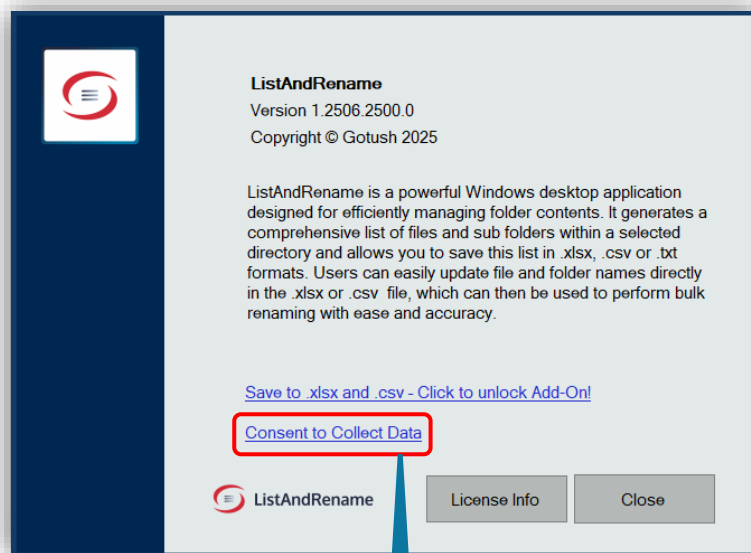 ListAndRename
Version 1.2506.2500.0
Copyright © Gotush 2025
ListAndRename is a powerful Windows desktop application
designed for efficiently managing folder contents. It generates a
comprehensive list of files and sub folders within a selected
directory and allows you to save this list in .xlsx, .csv or .txt
formats. Users can easily update file and folder names directly
in the .xlsx or .csv  file, which can then be used to perform bulk
renaming with ease and accuracy.
Save to .xlsx and .csv - Click to unlock Add-On!
Consent to Collect Data
ListAndRename
License Info
Close